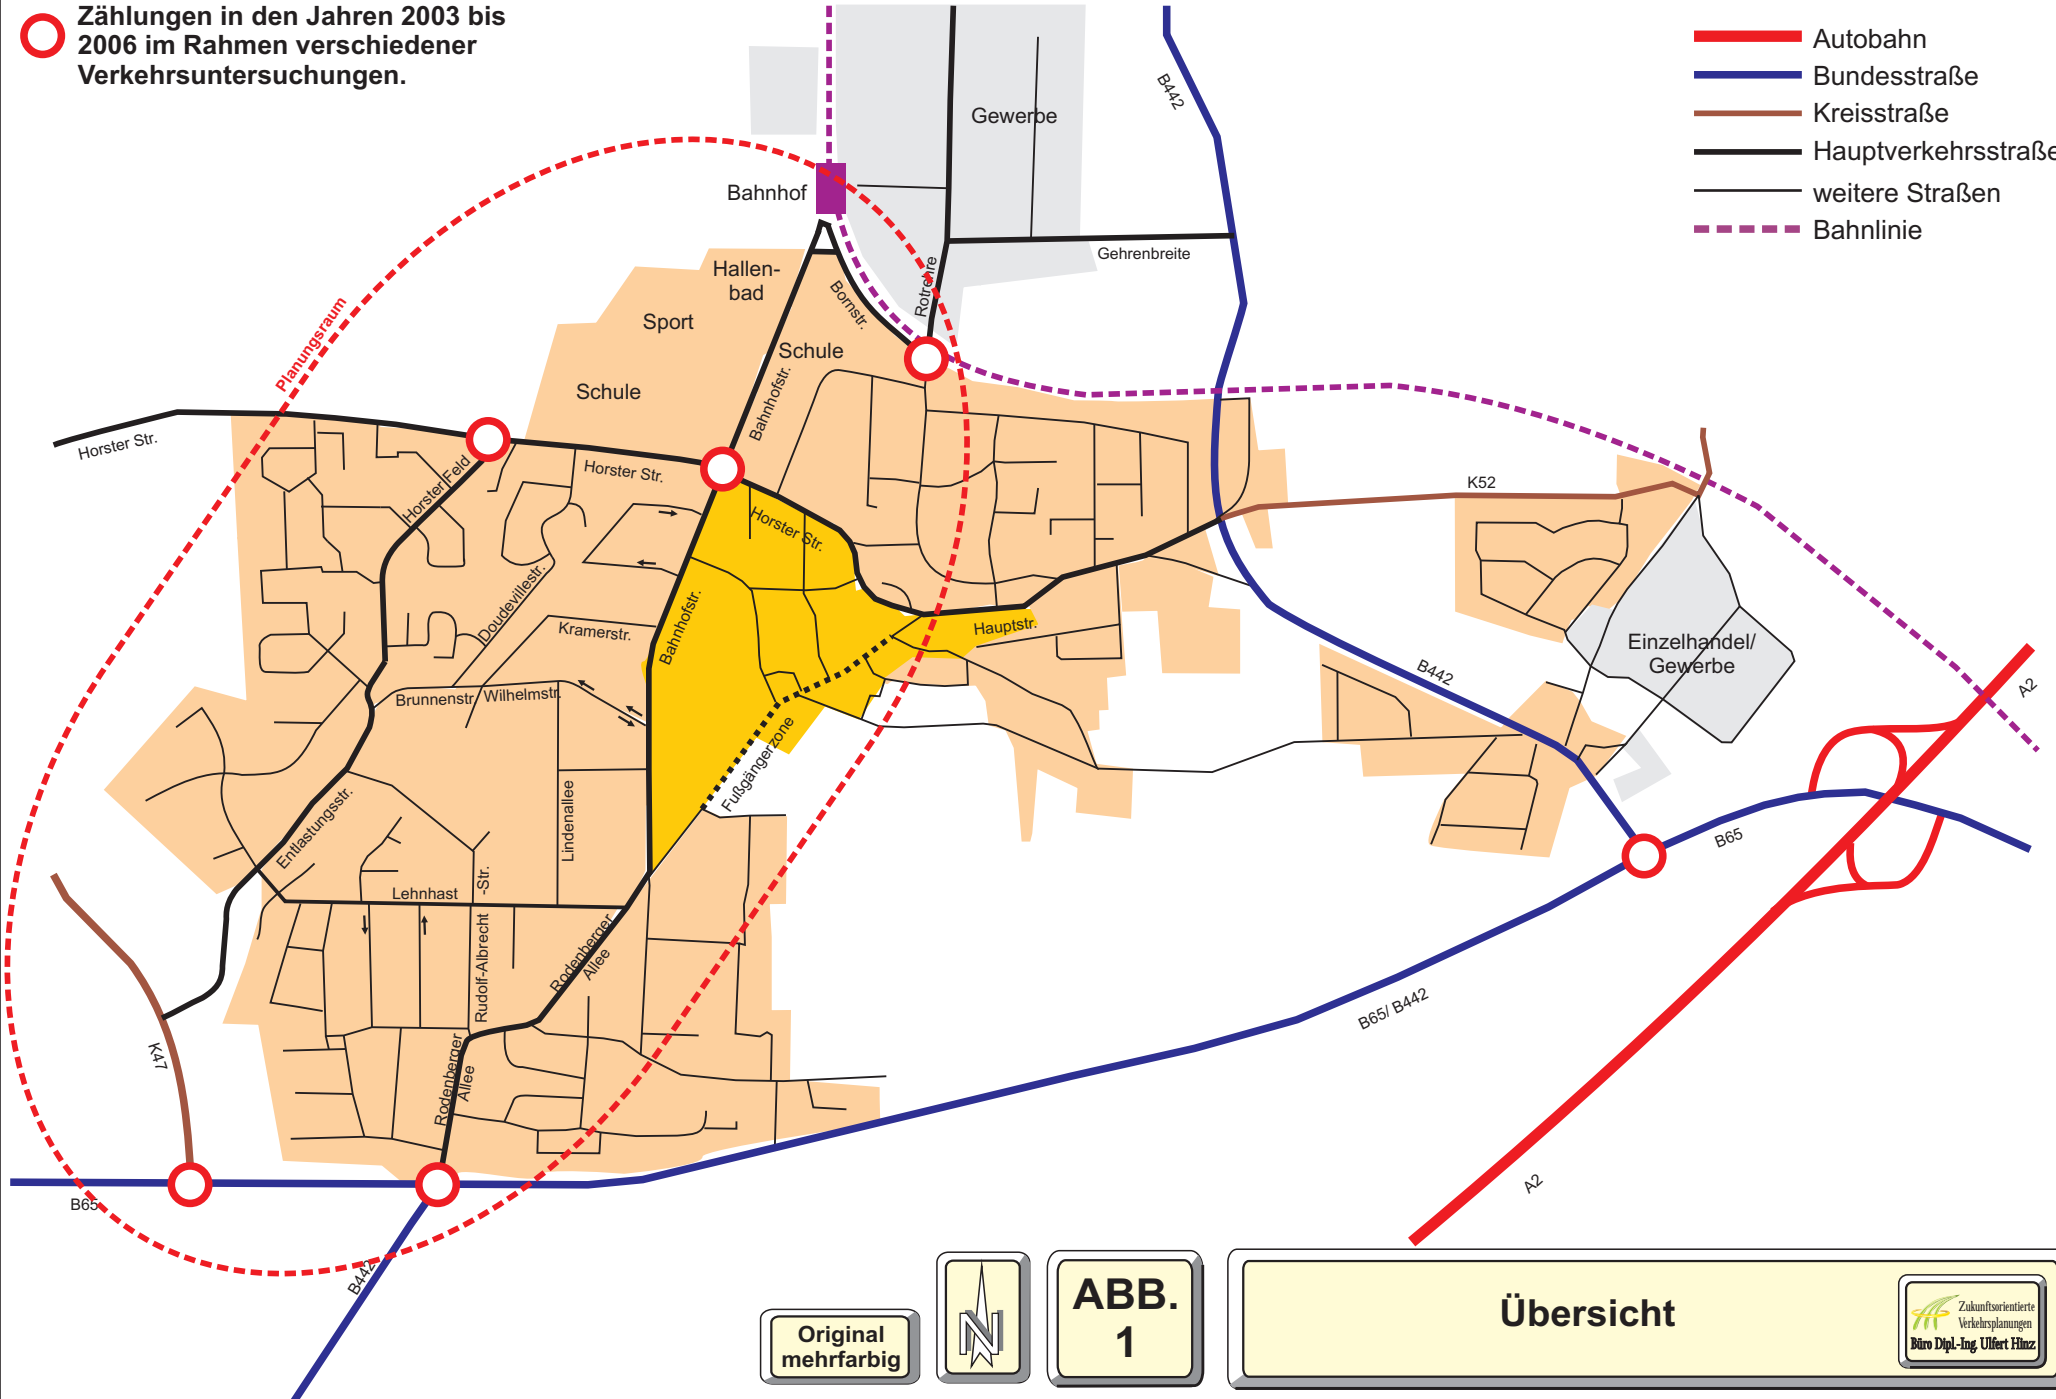 Zählungen in den Jahren 2003 bis
2006 im Rahmen verschiedener
Verkehrsuntersuchungen.
Autobahn
Bundesstraße
Kreisstraße
Hauptverkehrsstraße
weitere Straßen
Bahnlinie
B442
Gewerbe
Bahnhof
Gehrenbreite
Hallen-
bad
Rotrehre
Bornstr.
Sport
Planungsraum
Schule
Schule
Bahnhofstr.
Horster Str.
Horster Str.
Horster Feld
K52
Horster Str.
Doudevillestr.
Kramerstr.
Bahnhofstr.
Hauptstr.
Einzelhandel/
Gewerbe
B442
A2
Brunnenstr.
Wilhelmstr.
Fußgängerzone
Entlastungsstr.
Lindenallee
B65
Lehnhast
-Str.
Rudolf-Albrecht
Rodenberger
Allee
B65/ B442
K47
Rodenberger
Allee
A2
B65
B442
Original
mehrfarbig
N
ABB.
1
Übersicht
Zukunftsorientierte
Verkehrsplanungen
Büro Dipl.-Ing. Ulfert Hinz